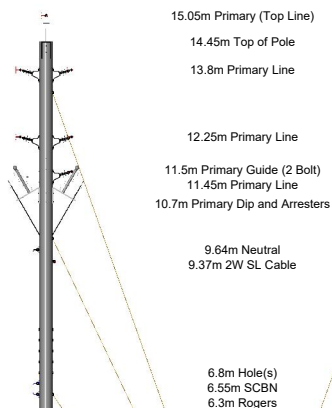 15.05m Primary (Top Line)
14.45m Top of Pole
13.8m Primary Line
12.25m Primary Line
11.5m Primary Guide (2 Bolt)
11.45m Primary Line
10.7m Primary Dip and Arresters
9.64m Neutral
9.37m 2W SL Cable
6.8m Hole(s)
6.55m SCBN
6.3m Rogers